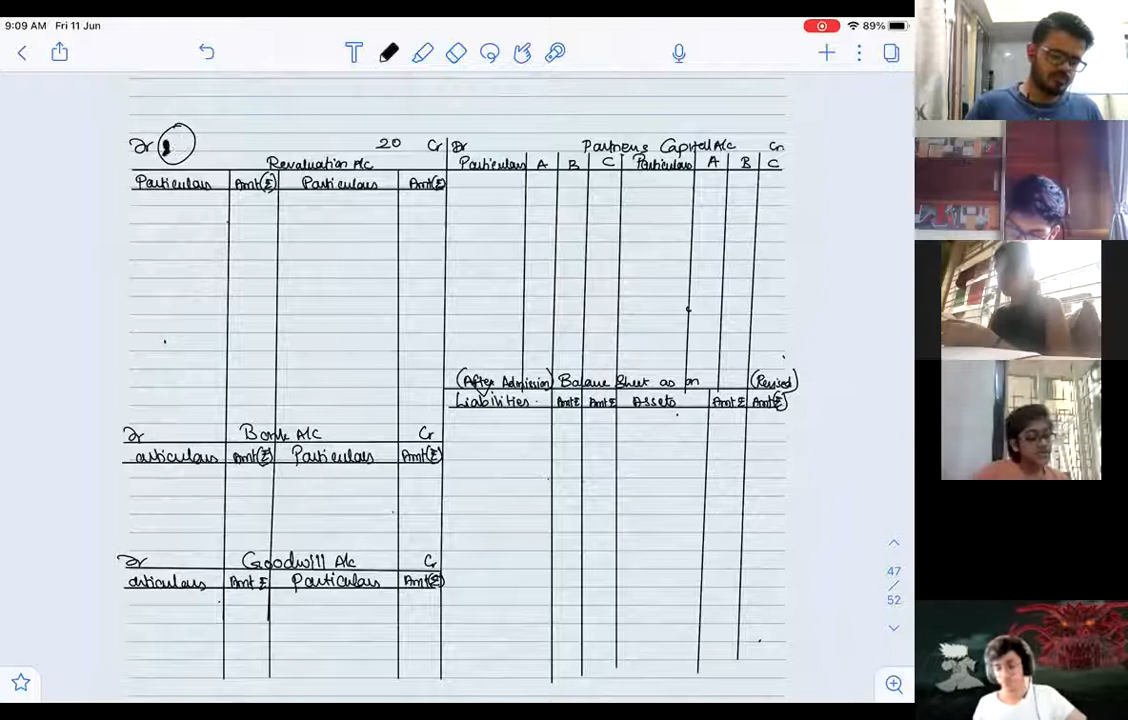 9:09 AM Fri 11 Jun
89%
Dr 20 Cr
Revaluation A/c
Particulars Amt(₹) Particulars Amt(₹)
Dr Partners Capital A/c Cr
Particulars A B C Particulars A B C
(After Admission) Balance Sheet as on (Revised)
Liabilities. Amt ₹ Amt ₹ Assets Amt ₹ Amt(₹)
Dr Bank A/c Cr
articulars Amt(₹) Particulars Amt(₹)
Dr Goodwill A/c Cr
articulars Amt ₹ Particulars Amt(₹)
47
/
52